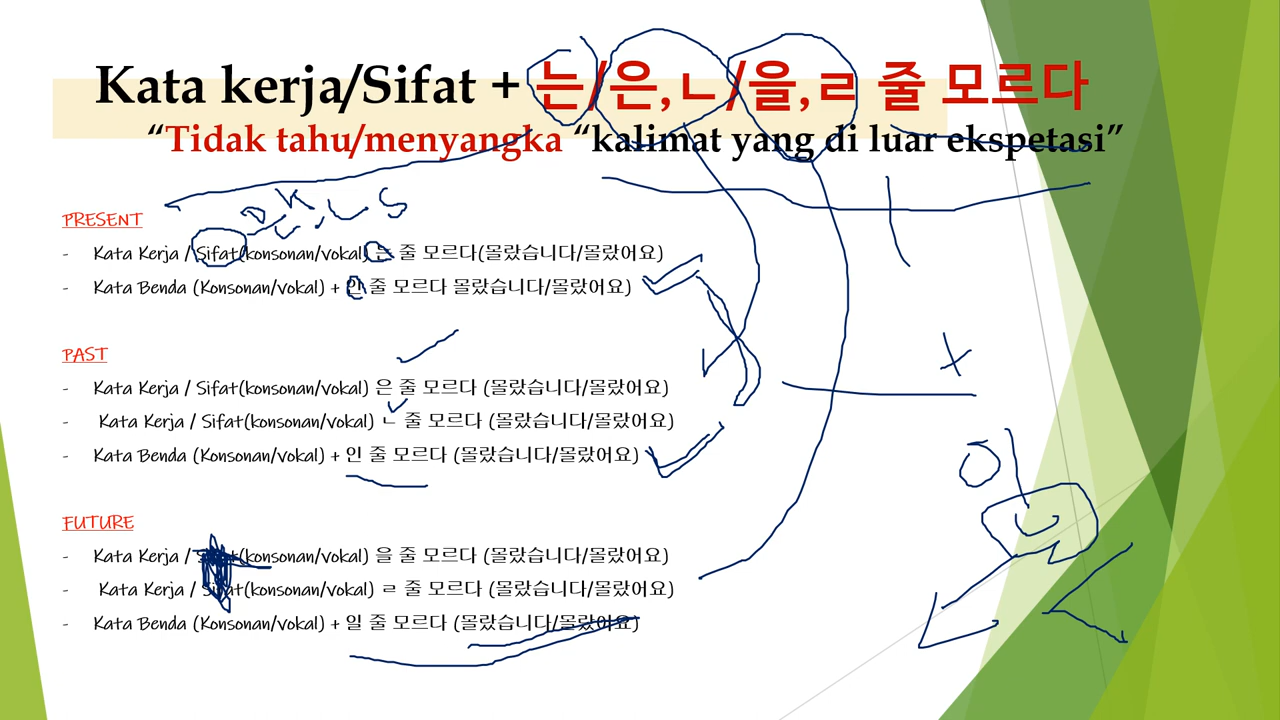 Kata kerja/Sifat + 는/은,ㄴ/을,ㄹ 줄 모르다
“Tidak tahu/menyangka “kalimat yang di luar ekspetasi”
PRESENT
- Kata Kerja / Sifat(konsonan/vokal) 는 줄 모르다(몰랐습니다/몰랐어요)
- Kata Benda (Konsonan/vokal) + 인 줄 모르다 몰랐습니다/몰랐어요)
PAST
- Kata Kerja / Sifat(konsonan/vokal) 은 줄 모르다 (몰랐습니다/몰랐어요)
- Kata Kerja / Sifat(konsonan/vokal) ㄴ 줄 모르다 (몰랐습니다/몰랐어요)
- Kata Benda (Konsonan/vokal) + 인 줄 모르다 (몰랐습니다/몰랐어요)
FUTURE
- Kata Kerja / Sifat(konsonan/vokal) 을 줄 모르다 (몰랐습니다/몰랐어요)
- Kata Kerja / Sifat(konsonan/vokal) ㄹ 줄 모르다 (몰랐습니다/몰랐어요)
- Kata Benda (Konsonan/vokal) + 일 줄 모르다 (몰랐습니다/몰랐어요)